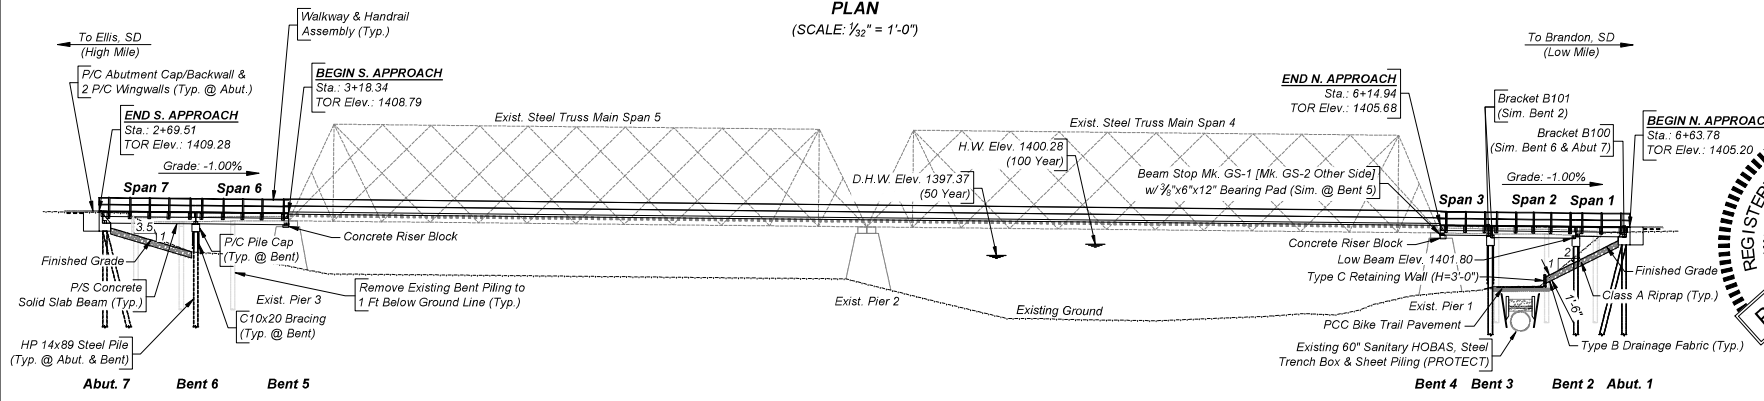 PLAN
(SCALE: 1/32" = 1'-0")
To Ellis, SD
(High Mile)
Walkway & Handrail
Assembly (Typ.)
To Brandon, SD
(Low Mile)
P/C Abutment Cap/Backwall &
2 P/C Wingwalls (Typ. @ Abut.)
BEGIN S. APPROACH
Sta.: 3+18.34
TOR Elev.: 1408.79
END N. APPROACH
Sta.: 6+14.94
TOR Elev.: 1405.68
Bracket B101
(Sim. Bent 2)
END S. APPROACH
Sta.: 2+69.51
TOR Elev.: 1409.28
Exist. Steel Truss Main Span 5
Exist. Steel Truss Main Span 4
Bracket B100
(Sim. Bent 6 & Abut 7)
BEGIN N. APPROAC
Sta.: 6+63.78
TOR Elev.: 1405.20
H.W. Elev. 1400.28
(100 Year)
Grade: -1.00%
D.H.W. Elev. 1397.37
(50 Year)
Beam Stop Mk. GS-1 [Mk. GS-2 Other Side]
w/ 3/8"x6"x12" Bearing Pad (Sim. @ Bent 5)
Grade: -1.00%
Span 7
Span 6
Span 3
Span 2
Span 1
3.5
1
P/C Pile Cap
(Typ. @ Bent)
Concrete Riser Block
Concrete Riser Block
Finished Grade
Low Beam Elev. 1401.80
2
1
Type C Retaining Wall (H=3'-0")
Finished Grade
P/S Concrete
Solid Slab Beam (Typ.)
Exist. Pier 3
Remove Existing Bent Piling to
1 Ft Below Ground Line (Typ.)
Exist. Pier 2
Existing Ground
Exist. Pier 1
1'-6"
Class A Riprap (Typ.)
C10x20 Bracing
(Typ. @ Bent)
PCC Bike Trail Pavement
HP 14x89 Steel Pile
(Typ. @ Abut. & Bent)
Existing 60" Sanitary HOBAS, Steel
Trench Box & Sheet Piling (PROTECT)
Type B Drainage Fabric (Typ.)
Abut. 7
Bent 6
Bent 5
Bent 4
Bent 3
Bent 2
Abut. 1
REGISTER